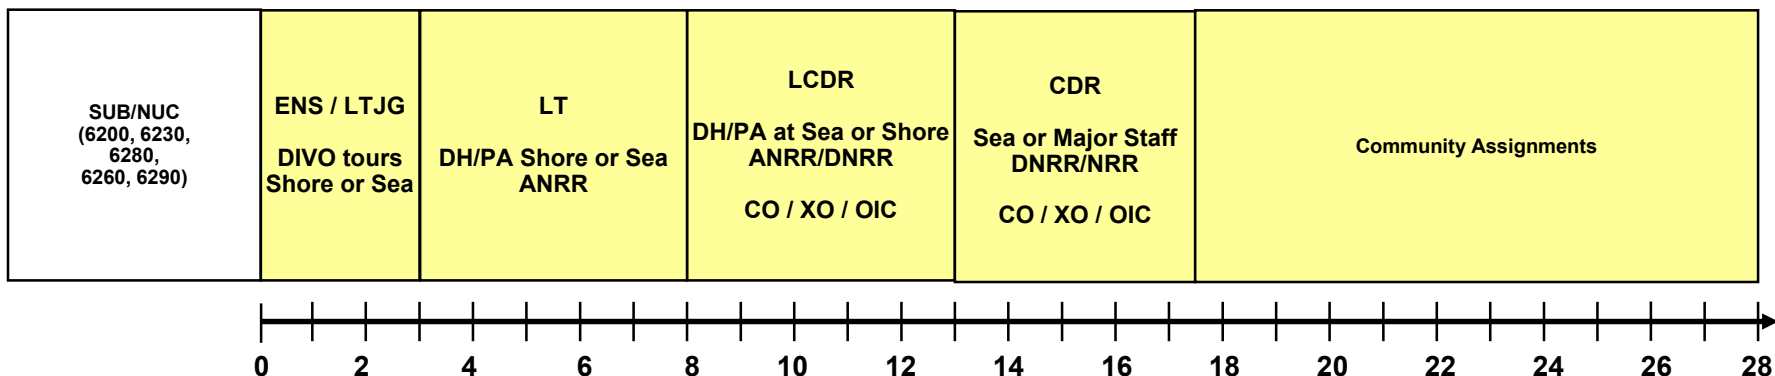 SUB/NUC
(6200, 6230,
6280,
6260, 6290)
ENS / LTJG
DIVO tours
Shore or Sea
LT
DH/PA Shore or Sea
ANRR
LCDR
DH/PA at Sea or Shore
ANRR/DNRR
CO / XO / OIC
CDR
Sea or Major Staff
DNRR/NRR
CO / XO / OIC
Community Assignments
0 2 4 6 8 10 12 14 16 18 20 22 24 26 28